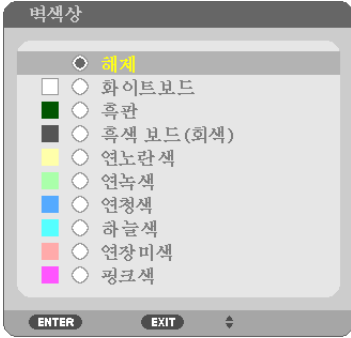 벽색상
해제
화이트보드
흑판
흑색 보드(회색)
연노란색
연녹색
연청색
하늘색
연장미색
핑크색
ENTER EXIT